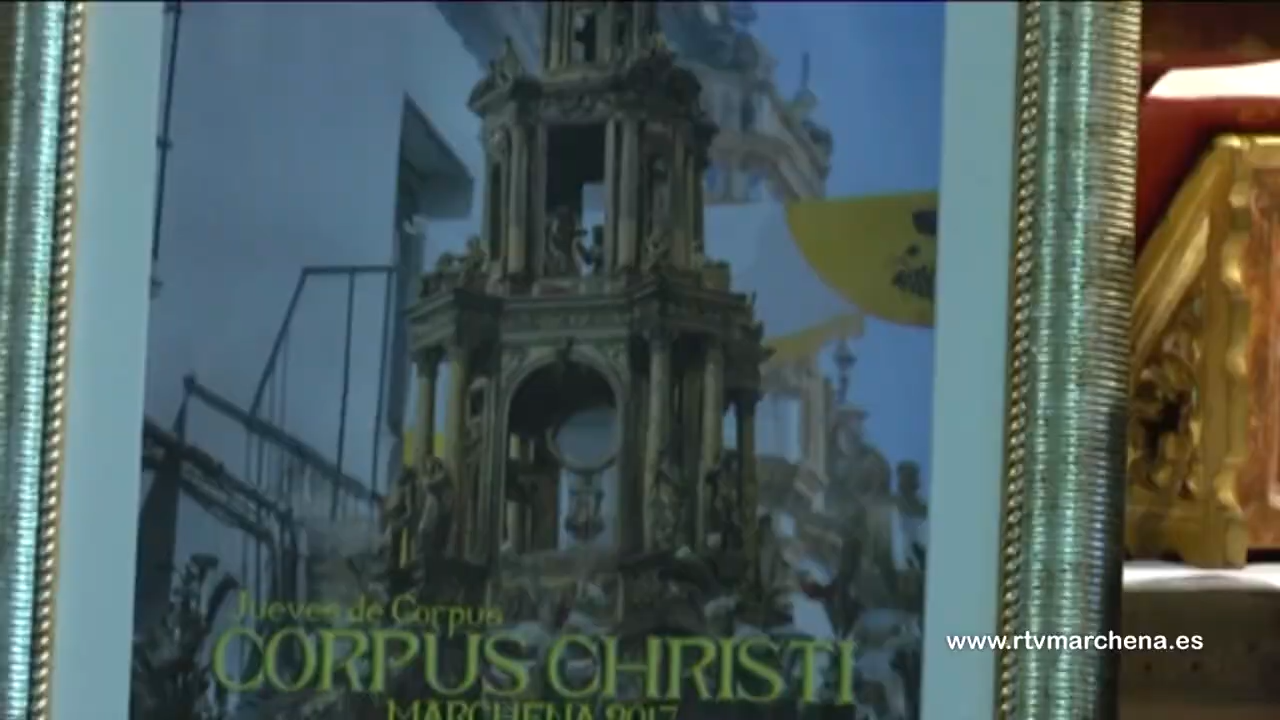 Jueves de Corpus
CORPUS CHRISTI
MARCHENA 2017
www.rtvmarchena.es